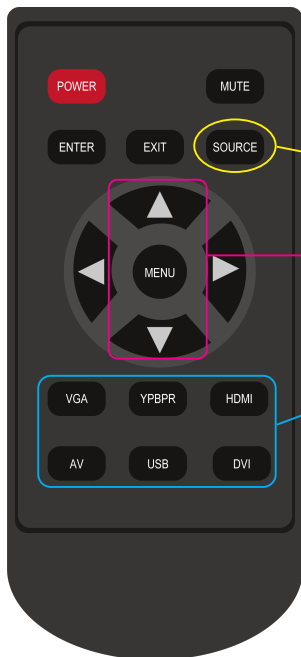 POWER MUTE
ENTER EXIT SOURCE
MENU
VGA YPBPR HDMI
AV USB DVI